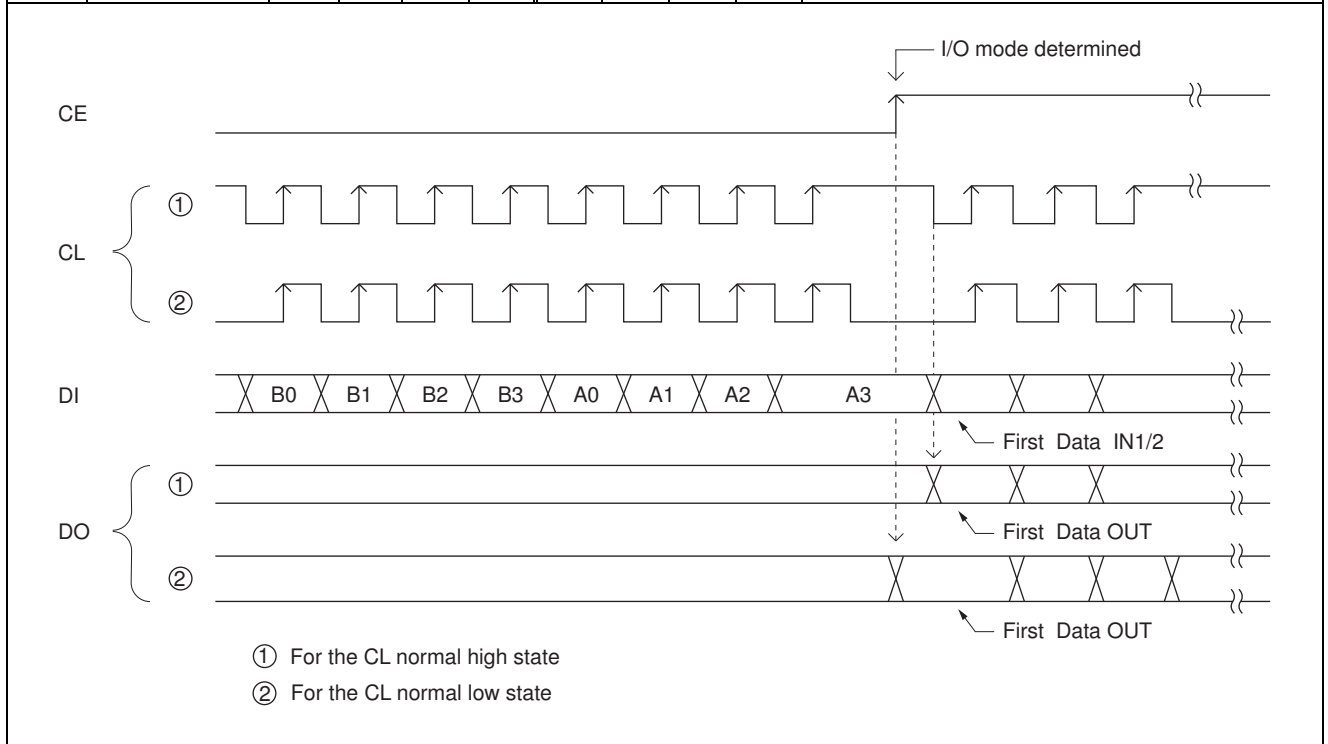 I/O mode determined
CE
CL
①
②
DI
B0 B1 B2 B3 A0 A1 A2 A3
First Data IN1/2
DO
①
First Data OUT
②
First Data OUT
① For the CL normal high state
② For the CL normal low state